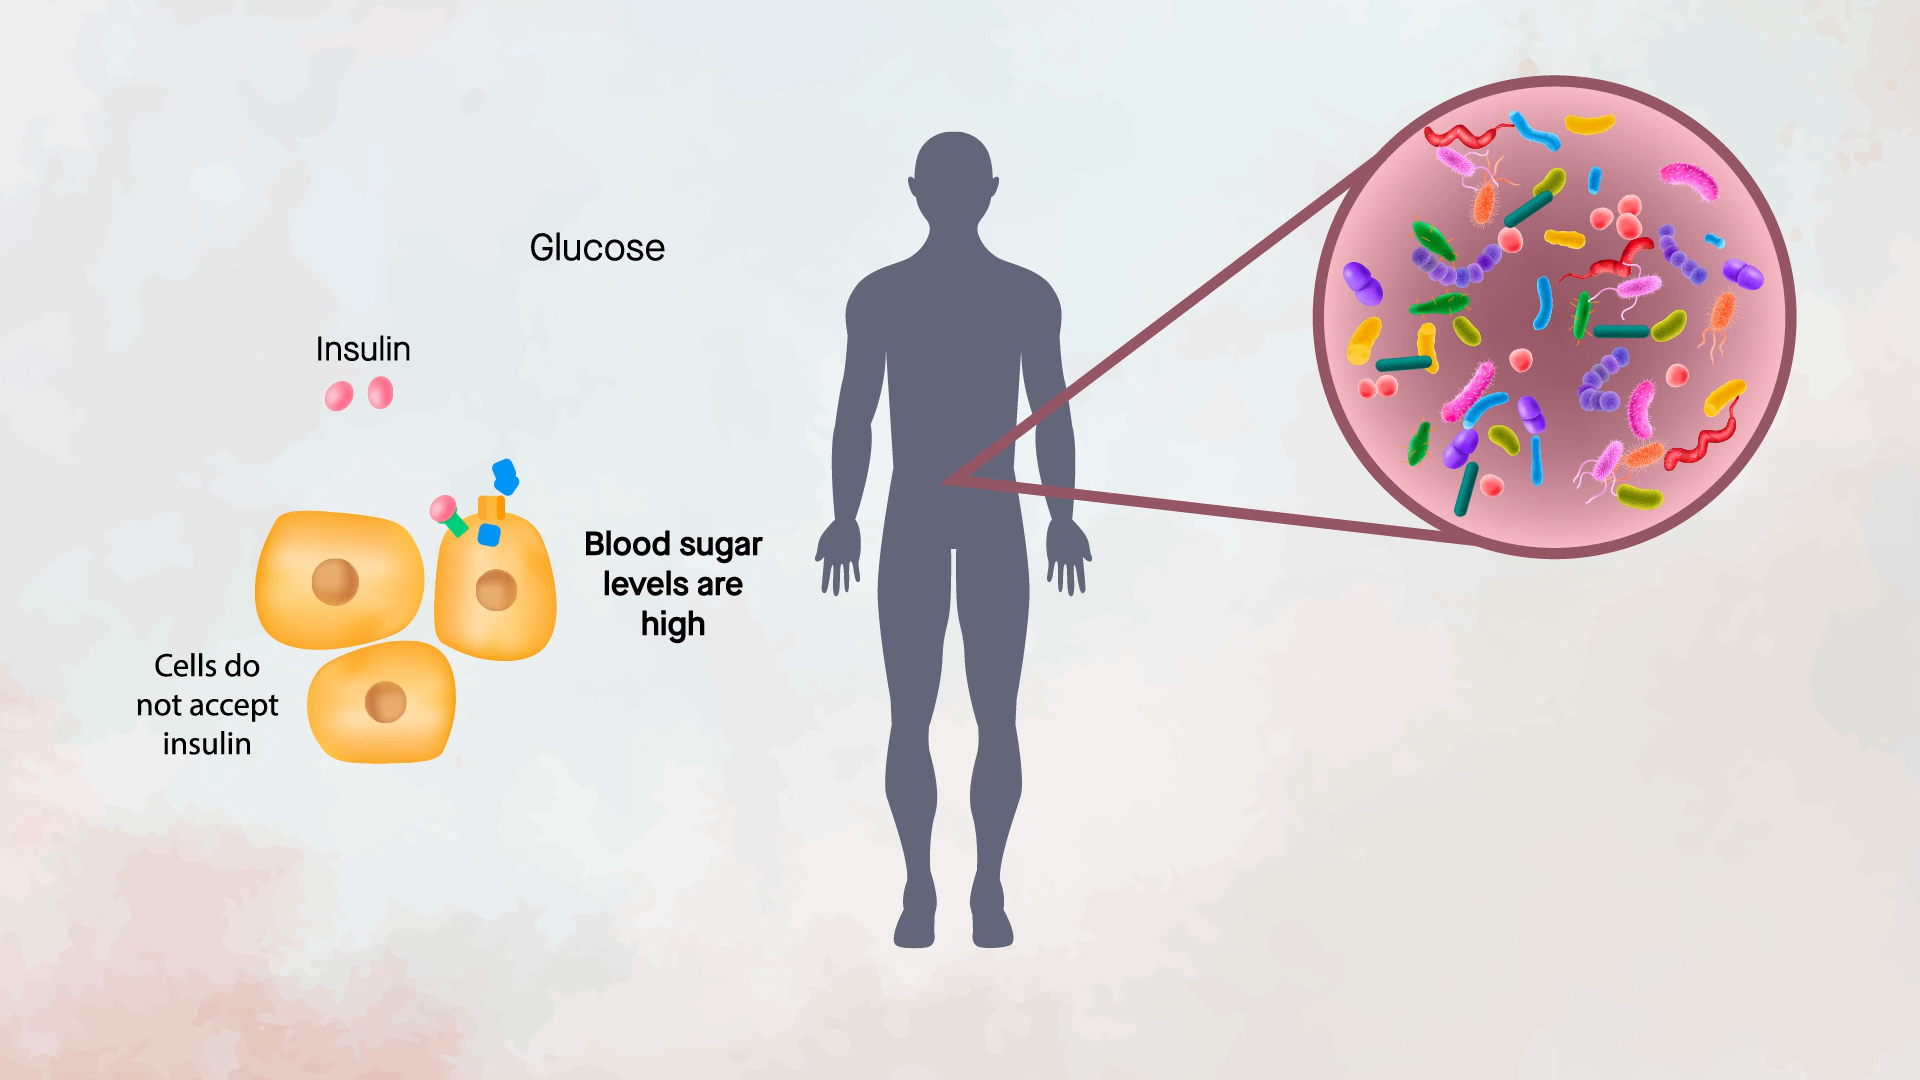 Glucose
Insulin
Blood sugar
levels are
high
Cells do
not accept
insulin